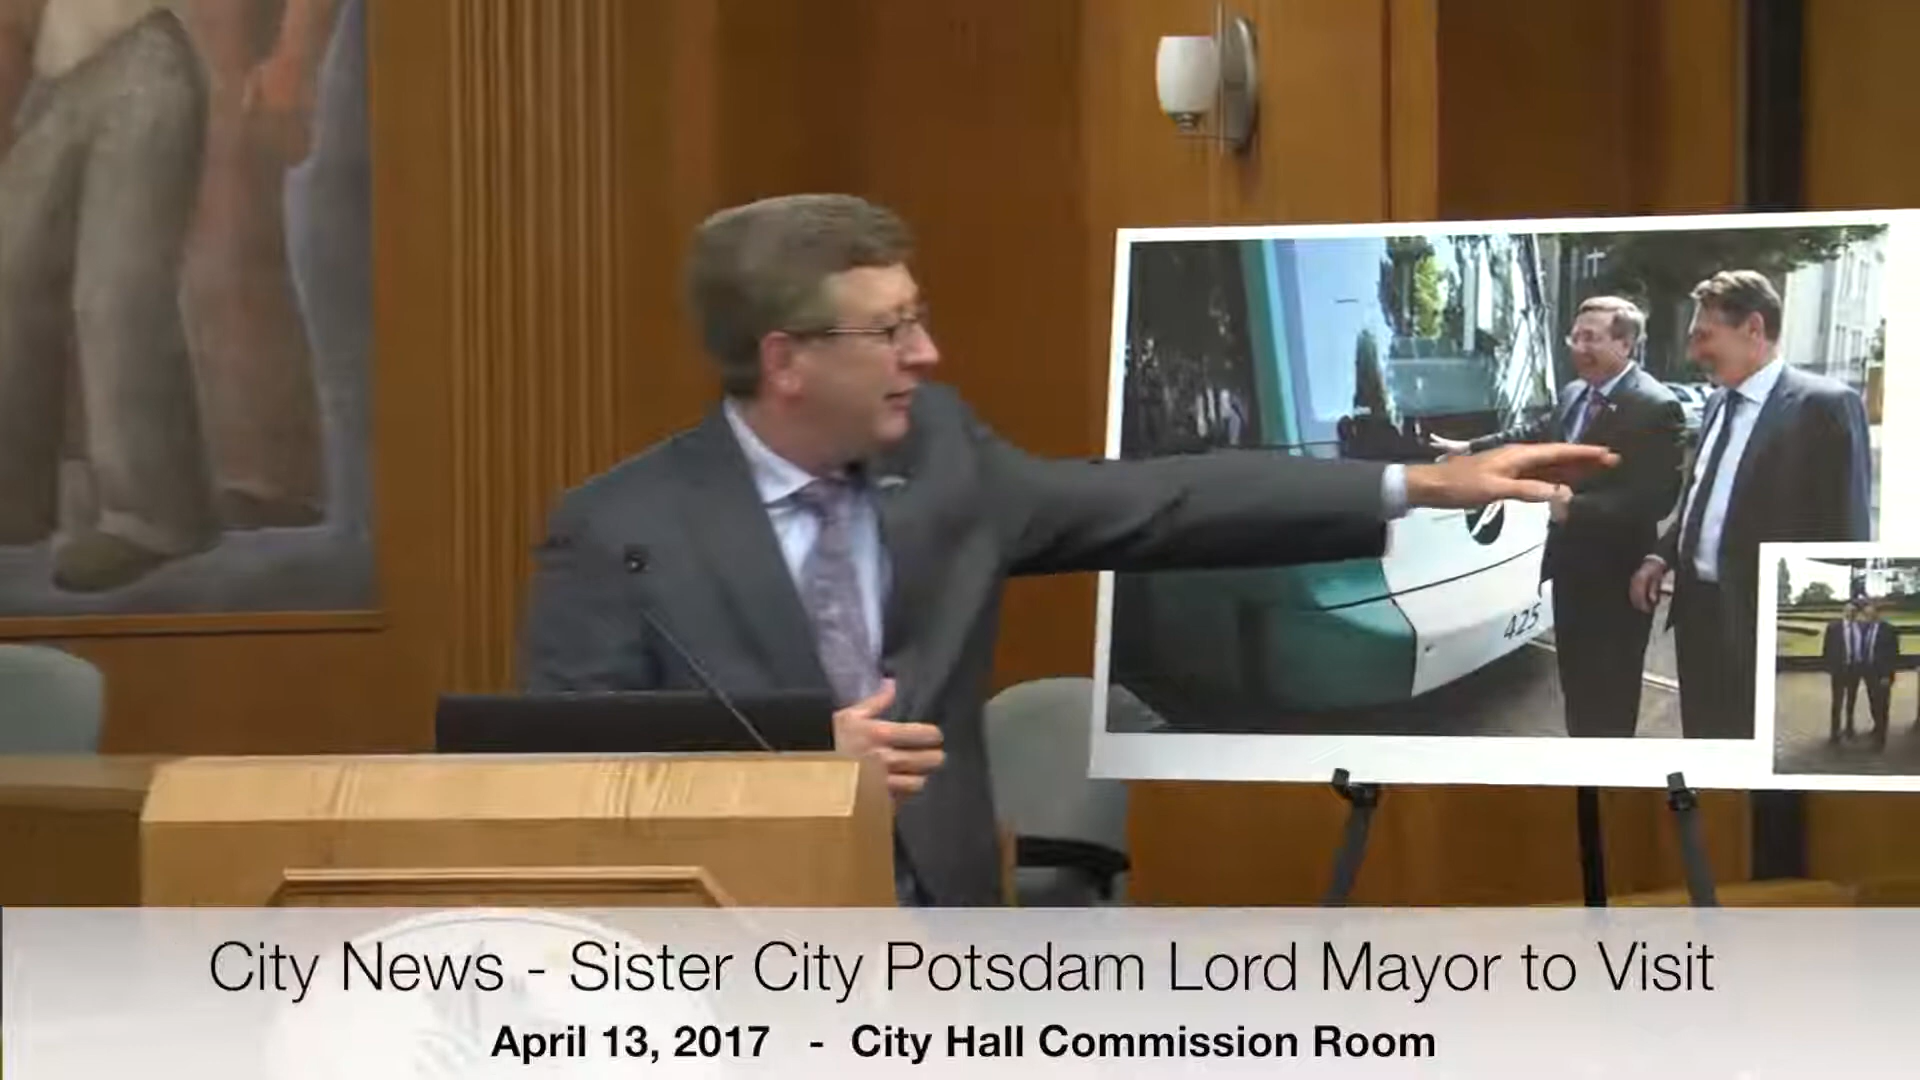 425
City News - Sister City Potsdam Lord Mayor to Visit
April 13, 2017 - City Hall Commission Room